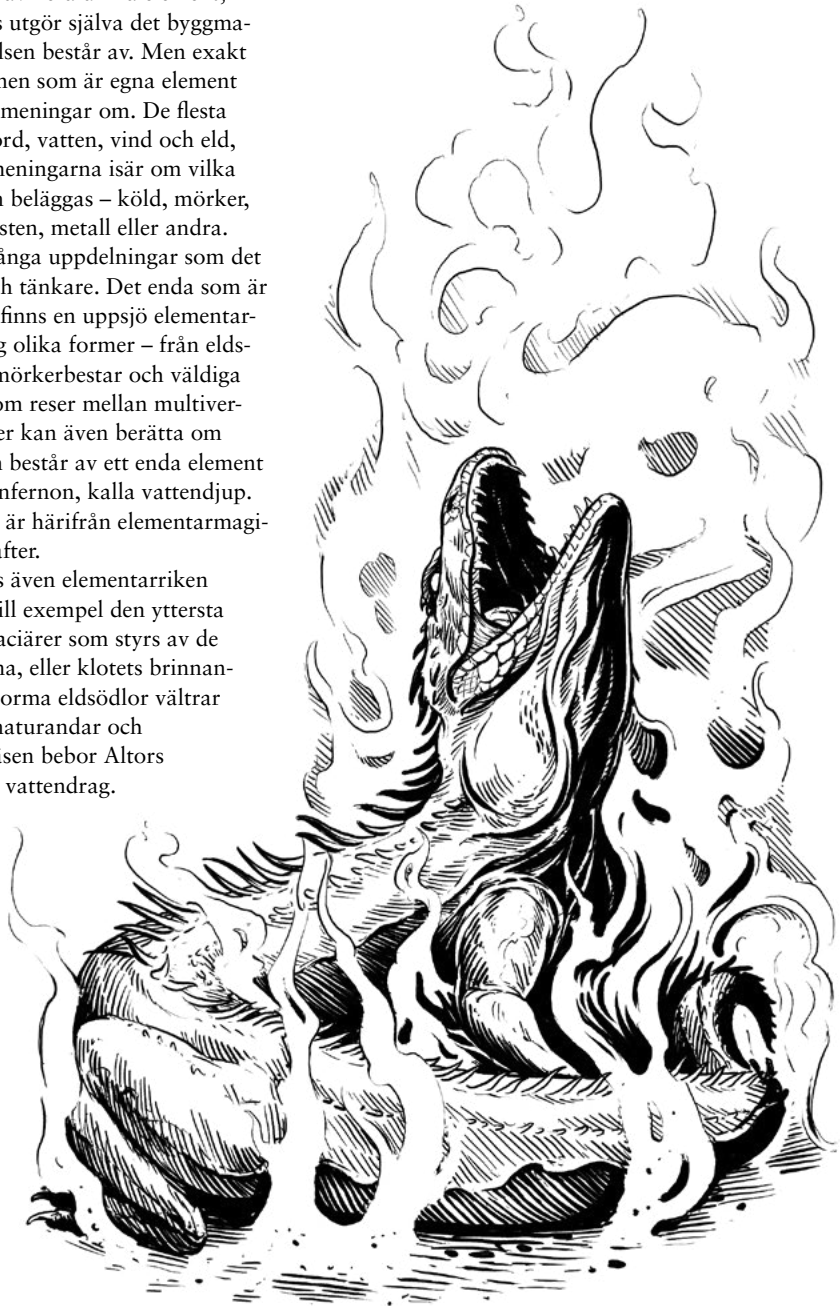 s utgör själva det byggma-
lsen består av. Men exakt
men som är egna element
meningar om. De flesta
ord, vatten, vind och eld,
meningarna isär om vilka
n beläggas – köld, mörker,
sten, metall eller andra.
ånga uppdelningar som det
ch tänkare. Det enda som är
finns en uppsjö elementar-
g olika former – från elds-
mörkerbestar och väldiga
om reser mellan multiver-
er kan även berätta om
n består av ett enda element
nfernon, kalla vattendjup.
är härifrån elementarmagi-
after.
s även elementarriken
ill exempel den yttersta
aciärer som styrs av de
na, eller klotets brinnan-
orma eldsödlor vältrar
naturandar och
isen bebor Altors
vattendrag.